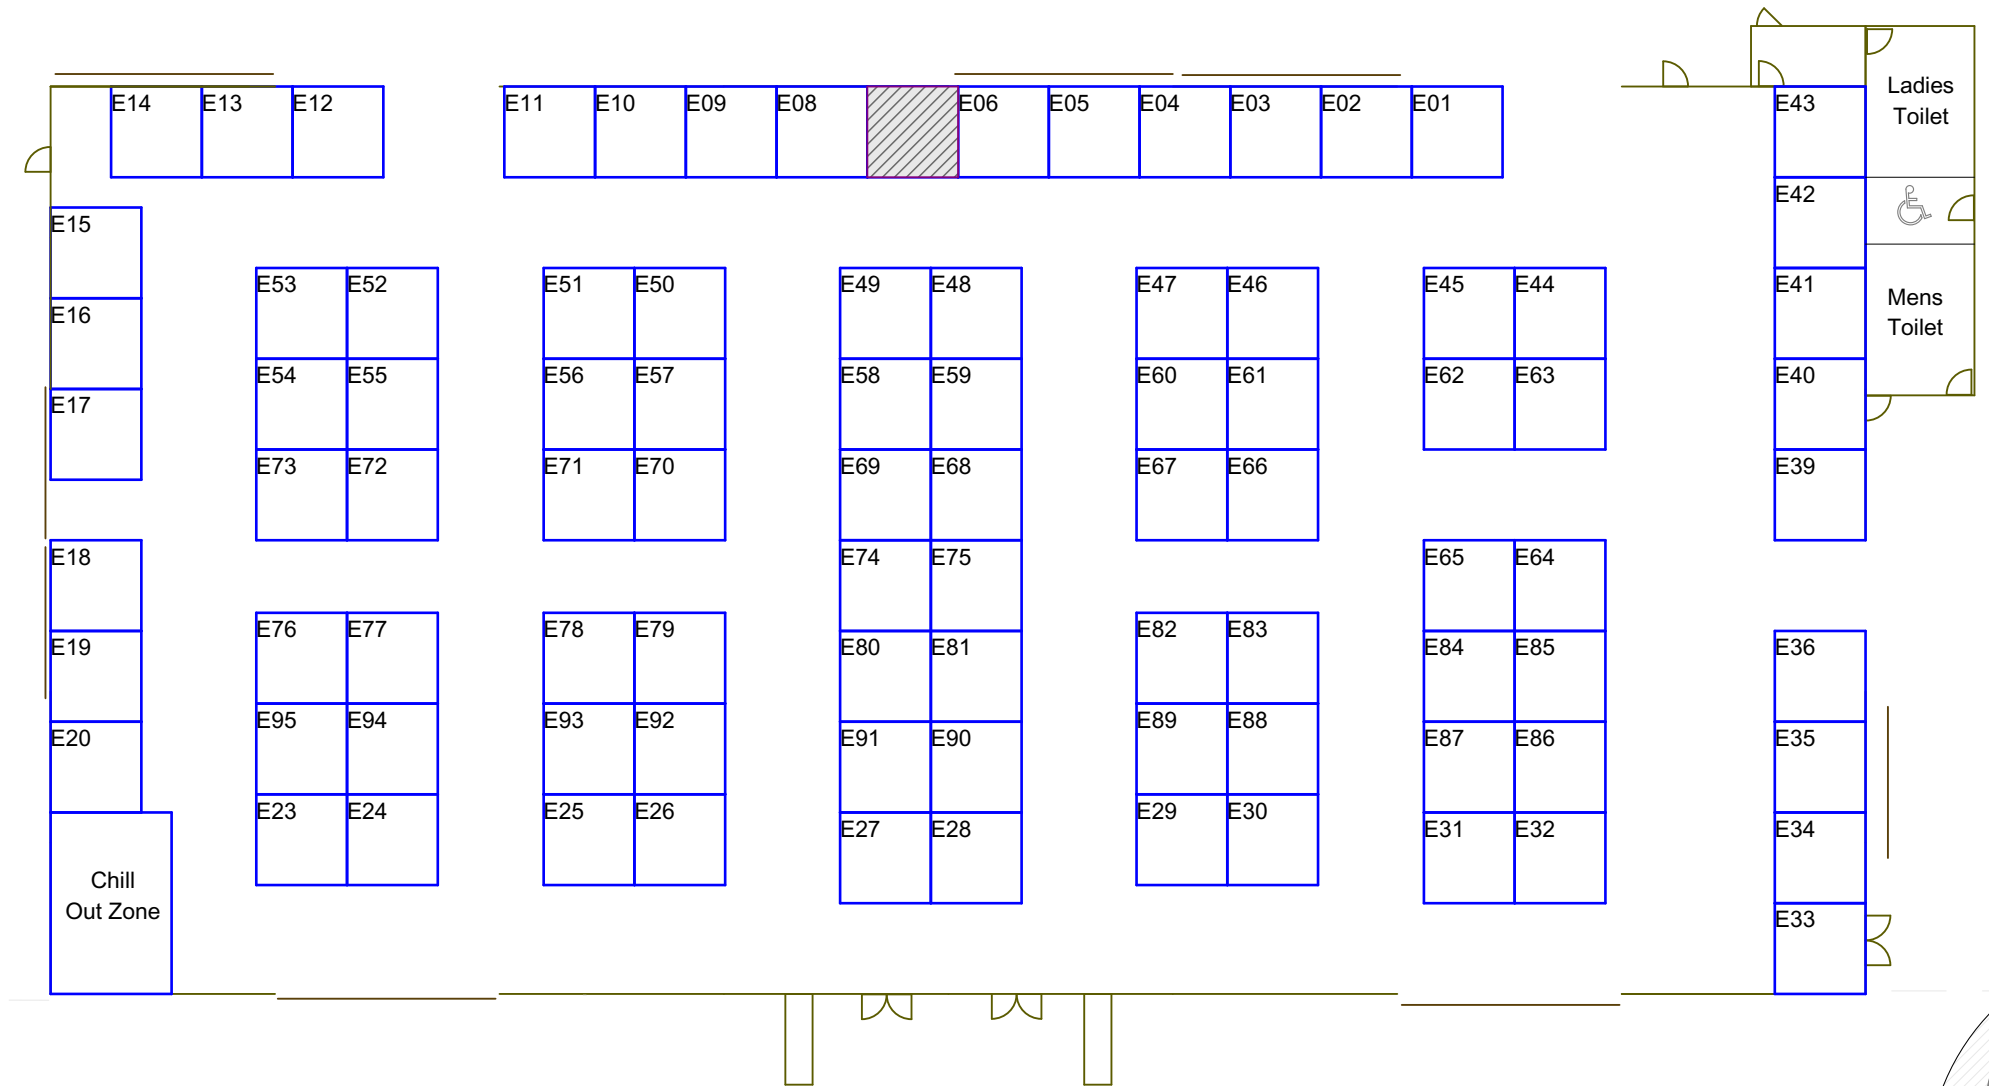 Ladies
Toilet
E14 E13 E12 E11 E10 E09 E08 E06 E05 E04 E03 E02 E01 E43
E42
E15
E53 E52 E51 E50 E49 E48 E47 E46 E45 E44 E41
Mens
Toilet
E16
E54 E55 E56 E57 E58 E59 E60 E61 E62 E63 E40
E17
E73 E72 E71 E70 E69 E68 E67 E66 E39
E18 E74 E75 E65 E64
E76 E77 E78 E79 E82 E83
E19 E80 E81 E84 E85 E36
E95 E94 E93 E92 E89 E88
E20 E91 E90 E87 E86 E35
E23 E24 E25 E26 E29 E30
E27 E28 E31 E32 E34
Chill
Out Zone
E33